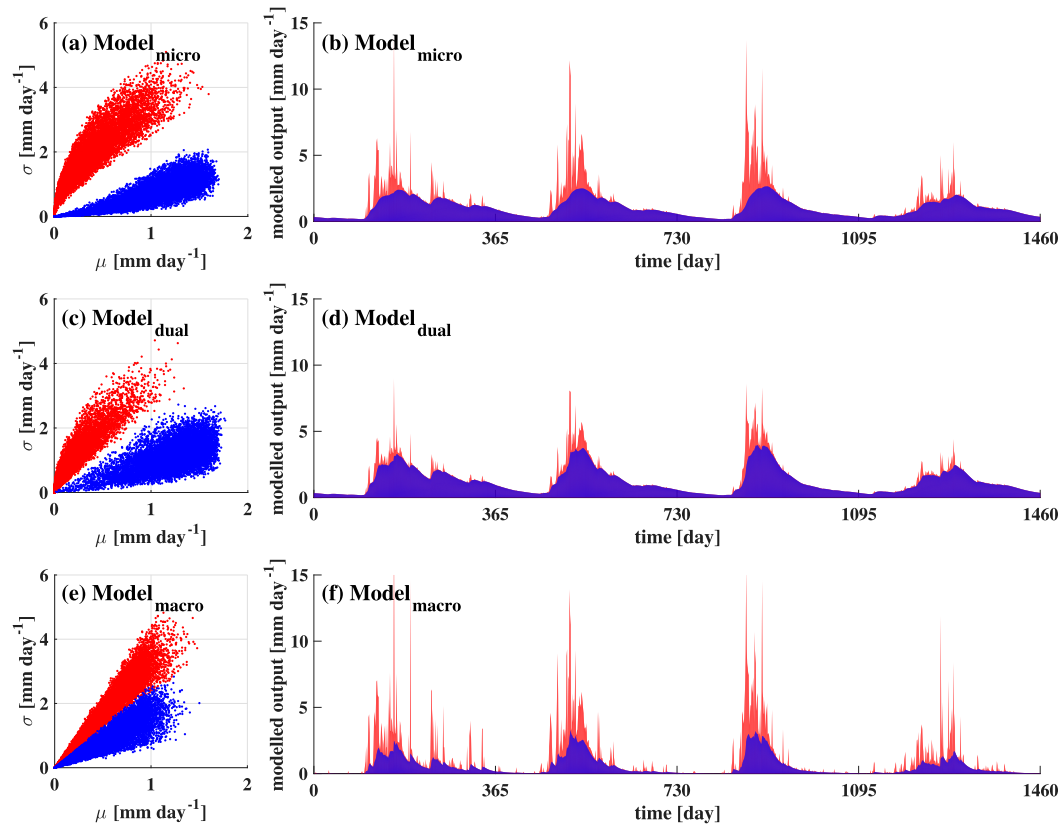 (a) Model_micro
σ [mm day^-1]
6
4
2
0
0 1 2
μ [mm day^-1]
(b) Model_micro
modelled output [mm day^-1]
15
10
5
0
0 365 730 1095 1460
time [day]
(c) Model_dual
σ [mm day^-1]
6
4
2
0
0 1 2
μ [mm day^-1]
(d) Model_dual
modelled output [mm day^-1]
15
10
5
0
0 365 730 1095 1460
time [day]
(e) Model_macro
σ [mm day^-1]
6
4
2
0
0 1 2
μ [mm day^-1]
(f) Model_macro
modelled output [mm day^-1]
15
10
5
0
0 365 730 1095 1460
time [day]